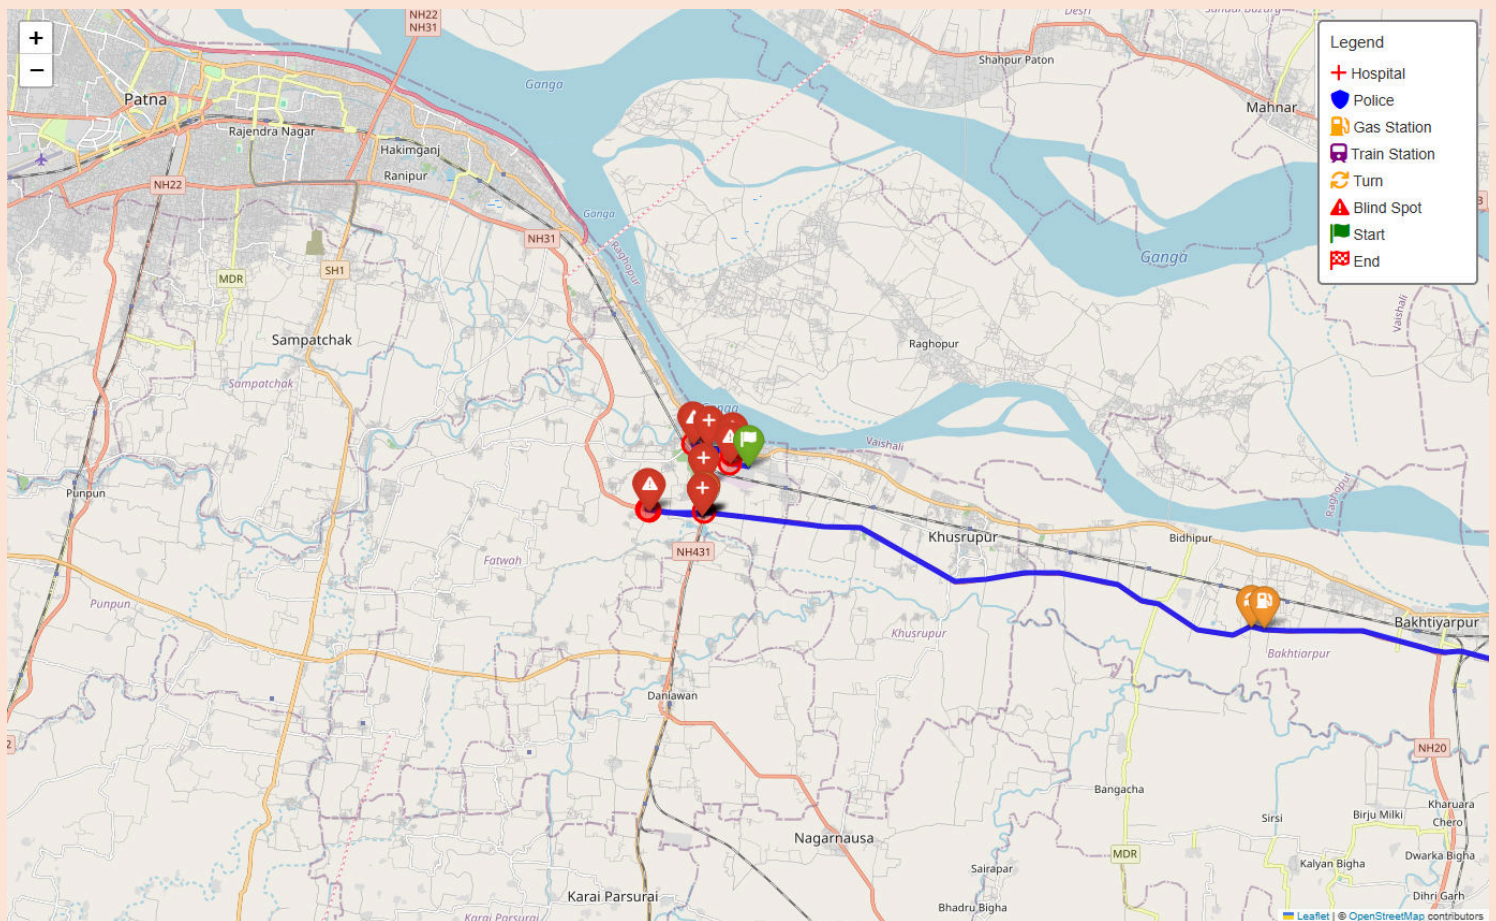 +
−
NH22
NH31
Desri
Sahdai Buzurg
Ganga
Shahpur Paton
Mahnar
Legend
Hospital
Police
Gas Station
Train Station
Turn
Blind Spot
Start
End
Patna
Rajendra Nagar
Hakimganj
Ranipur
NH22
Ganga
NH31
Raghopur
Ganga
SH1
MDR
Vaishali
Sampatchak
Raghopur
Sampatchak
Ganga
Vaishali
Raghopur
Punpun
Khusrupur
Bidhipur
NH431
Fatwah
Punpun
Khusrupur
Bakhtiyarpur
Bakhtiarpur
Daniawan
2
NH20
Bangacha
Kharuara
Chero
Sirsi
Birju Milki
Nagarnausa
MDR
Dwarka Bigha
Kalyan Bigha
Sairapar
Karai Parsurai
Dihri Garh
Bhadru Bigha
Karai Parsurai
Leaflet | © OpenStreetMap contributors